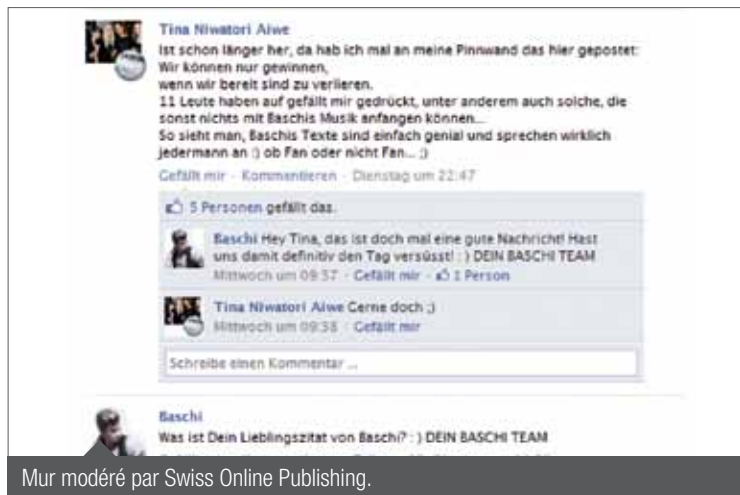 Tina Niwatori Aiwe
Ist schon länger her, da hab ich mal an meine Pinnwand das hier gepostet:
Wir können nur gewinnen,
wenn wir bereit sind zu verlieren.
11 Leute haben auf gefällt mir gedrückt, unter anderem auch solche, die
sonst nichts mit Baschis Musik anfangen können...
So sieht man, Baschis Texte sind einfach genial und sprechen wirklich
jedermann an :) ob Fan oder nicht Fan... ;)
Gefällt mir · Kommentieren · Dienstag um 22:47
5 Personen gefällt das.
Baschi Hey Tina, das ist doch mal eine gute Nachricht! Hast
uns damit definitiv den Tag versüsst! : ) DEIN BASCHI TEAM
Mittwoch um 09:37 · Gefällt mir · 1 Person
Tina Niwatori Aiwe Gerne doch ;)
Mittwoch um 09:38 · Gefällt mir
Schreibe einen Kommentar ...
Baschi
Was ist Dein Lieblingszitat von Baschi? : ) DEIN BASCHI TEAM
Mur modéré par Swiss Online Publishing.